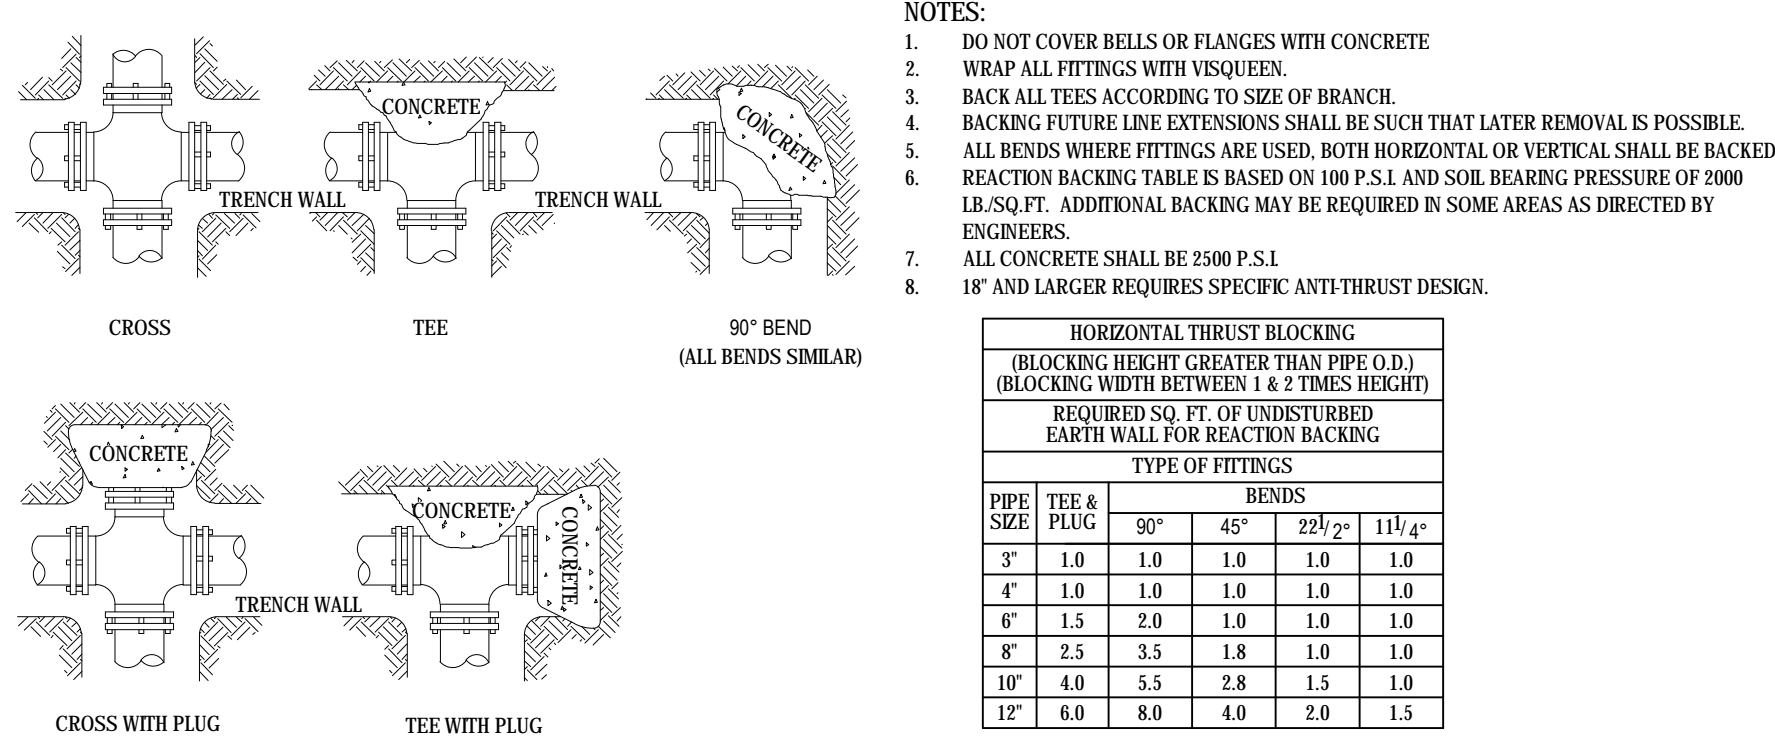 CONCRETE
CONCRETE
TRENCH WALL
TRENCH WALL
CROSS
TEE
90° BEND
(ALL BENDS SIMILAR)
CONCRETE
CONCRETE
CONCRETE
TRENCH WALL
CROSS WITH PLUG
TEE WITH PLUG
NOTES:
1. DO NOT COVER BELLS OR FLANGES WITH CONCRETE
2. WRAP ALL FITTINGS WITH VISQUEEN.
3. BACK ALL TEES ACCORDING TO SIZE OF BRANCH.
4. BACKING FUTURE LINE EXTENSIONS SHALL BE SUCH THAT LATER REMOVAL IS POSSIBLE.
5. ALL BENDS WHERE FITTINGS ARE USED, BOTH HORIZONTAL OR VERTICAL SHALL BE BACKED
6. REACTION BACKING TABLE IS BASED ON 100 P.S.I. AND SOIL BEARING PRESSURE OF 2000
LB./SQ.FT. ADDITIONAL BACKING MAY BE REQUIRED IN SOME AREAS AS DIRECTED BY
ENGINEERS.
7. ALL CONCRETE SHALL BE 2500 P.S.I.
8. 18" AND LARGER REQUIRES SPECIFIC ANTI-THRUST DESIGN.
HORIZONTAL THRUST BLOCKING
(BLOCKING HEIGHT GREATER THAN PIPE O.D.)
(BLOCKING WIDTH BETWEEN 1 & 2 TIMES HEIGHT)
REQUIRED SQ. FT. OF UNDISTURBED
EARTH WALL FOR REACTION BACKING
TYPE OF FITTINGS
PIPE SIZE TEE & PLUG BENDS
90° 45° 22 1/2° 11 1/4°
3" 1.0 1.0 1.0 1.0 1.0
4" 1.0 1.0 1.0 1.0 1.0
6" 1.5 2.0 1.0 1.0 1.0
8" 2.5 3.5 1.8 1.0 1.0
10" 4.0 5.5 2.8 1.5 1.0
12" 6.0 8.0 4.0 2.0 1.5